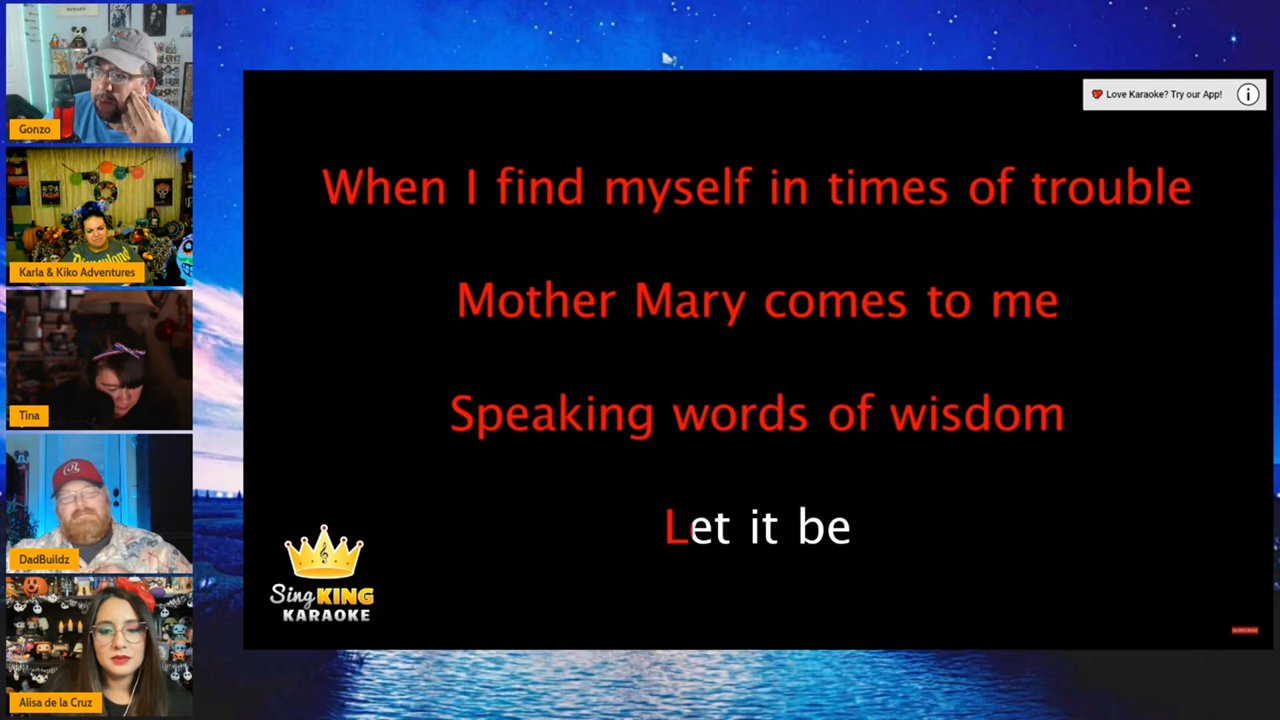 Gonzo
Karla & Kiko Adventures
Tina
DadBuildz
Alisa de la Cruz
Love Karaoke? Try our App!
When I find myself in times of trouble
Mother Mary comes to me
Speaking words of wisdom
Let it be
Sing KING
KARAOKE